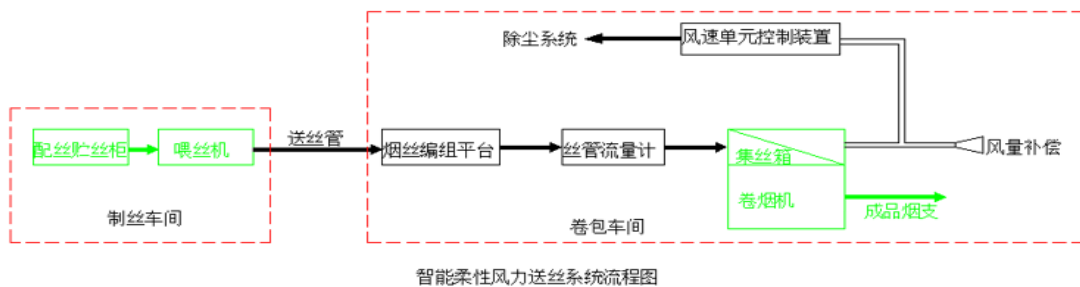 除尘系统
风速单元控制装置
配丝贮丝柜
喂丝机
送丝管
烟丝编组平台
丝管流量计
集丝箱
风量补偿
卷烟机
成品烟支
制丝车间
卷包车间
智能柔性风力送丝系统流程图